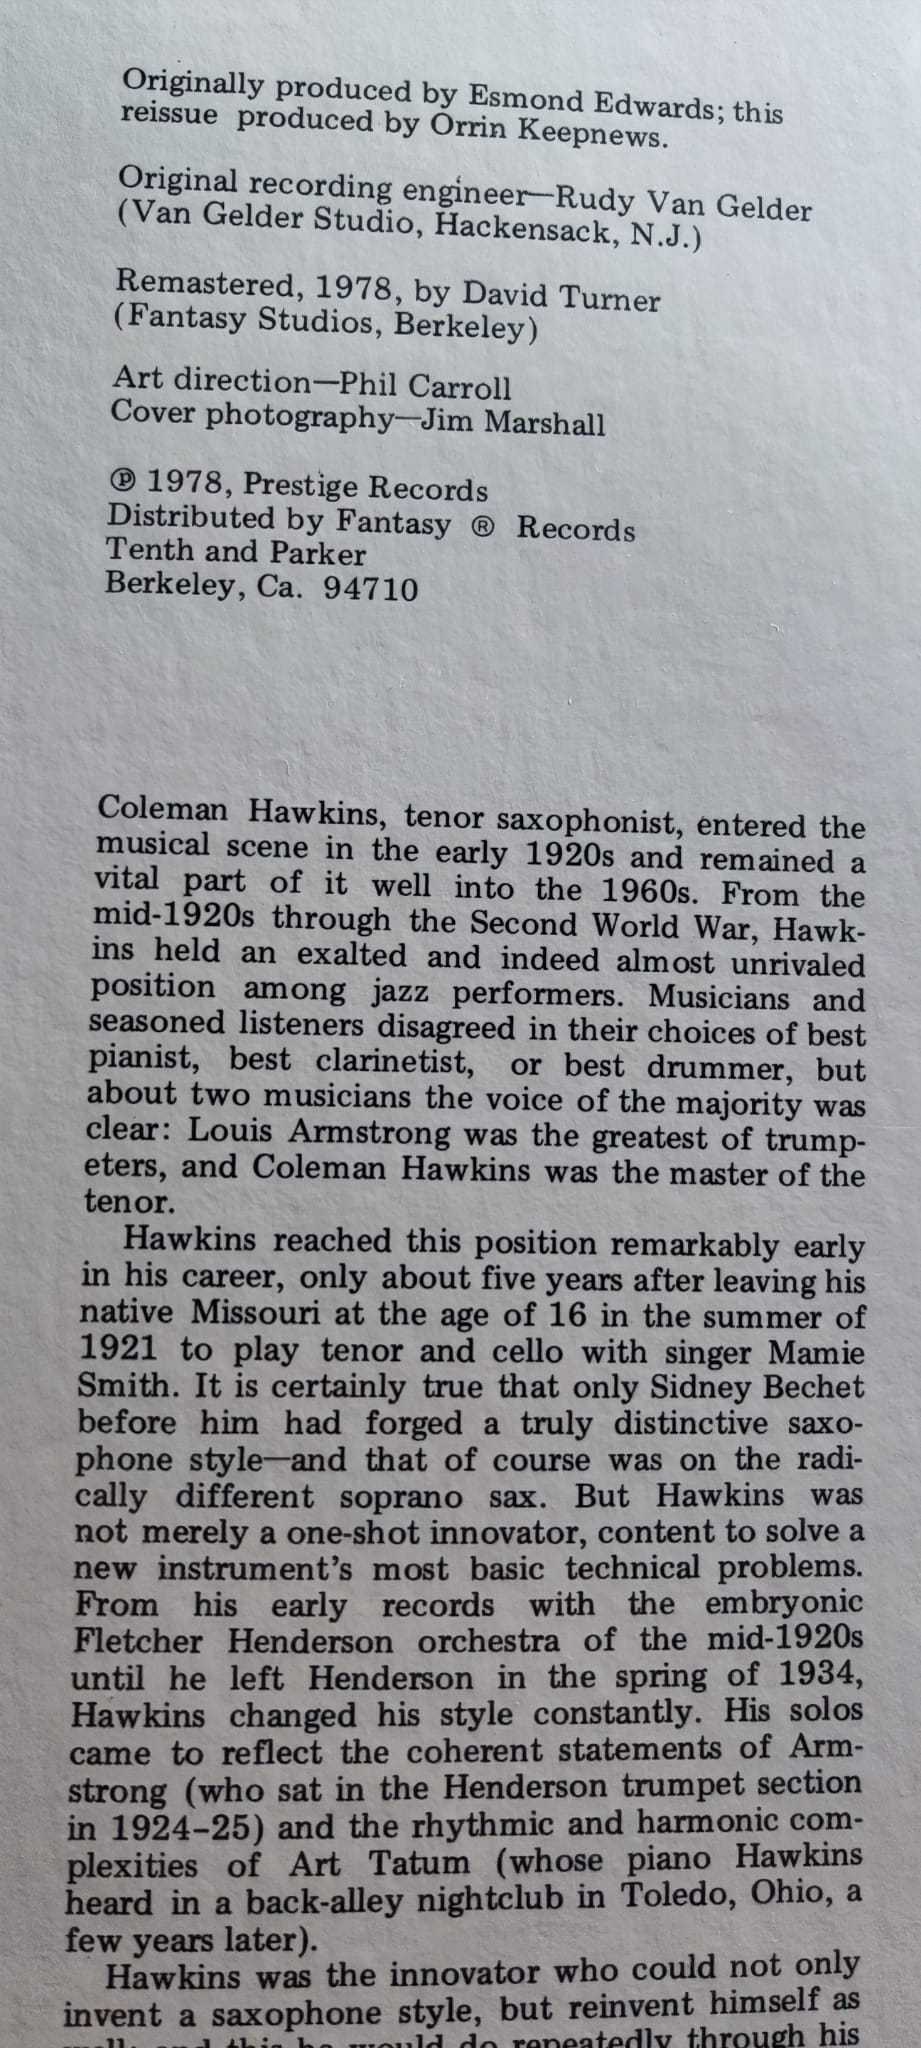 Originally produced by Esmond Edwards; this
reissue produced by Orrin Keepnews.
Original recording engineer—Rudy Van Gelder
(Van Gelder Studio, Hackensack, N.J.)
Remastered, 1978, by David Turner
(Fantasy Studios, Berkeley)
Art direction—Phil Carroll
Cover photography—Jim Marshall
℗ 1978, Prestige Records
Distributed by Fantasy ® Records
Tenth and Parker
Berkeley, Ca. 94710
Coleman Hawkins, tenor saxophonist, entered the
musical scene in the early 1920s and remained a
vital part of it well into the 1960s. From the
mid-1920s through the Second World War, Hawk-
ins held an exalted and indeed almost unrivaled
position among jazz performers. Musicians and
seasoned listeners disagreed in their choices of best
pianist, best clarinetist, or best drummer, but
about two musicians the voice of the majority was
clear: Louis Armstrong was the greatest of trump-
eters, and Coleman Hawkins was the master of the
tenor.
Hawkins reached this position remarkably early
in his career, only about five years after leaving his
native Missouri at the age of 16 in the summer of
1921 to play tenor and cello with singer Mamie
Smith. It is certainly true that only Sidney Bechet
before him had forged a truly distinctive saxo-
phone style—and that of course was on the radi-
cally different soprano sax. But Hawkins was
not merely a one-shot innovator, content to solve a
new instrument's most basic technical problems.
From his early records with the embryonic
Fletcher Henderson orchestra of the mid-1920s
until he left Henderson in the spring of 1934,
Hawkins changed his style constantly. His solos
came to reflect the coherent statements of Arm-
strong (who sat in the Henderson trumpet section
in 1924-25) and the rhythmic and harmonic com-
plexities of Art Tatum (whose piano Hawkins
heard in a back-alley nightclub in Toledo, Ohio, a
few years later).
Hawkins was the innovator who could not only
invent a saxophone style, but reinvent himself as
well; and this he would do repeatedly through his